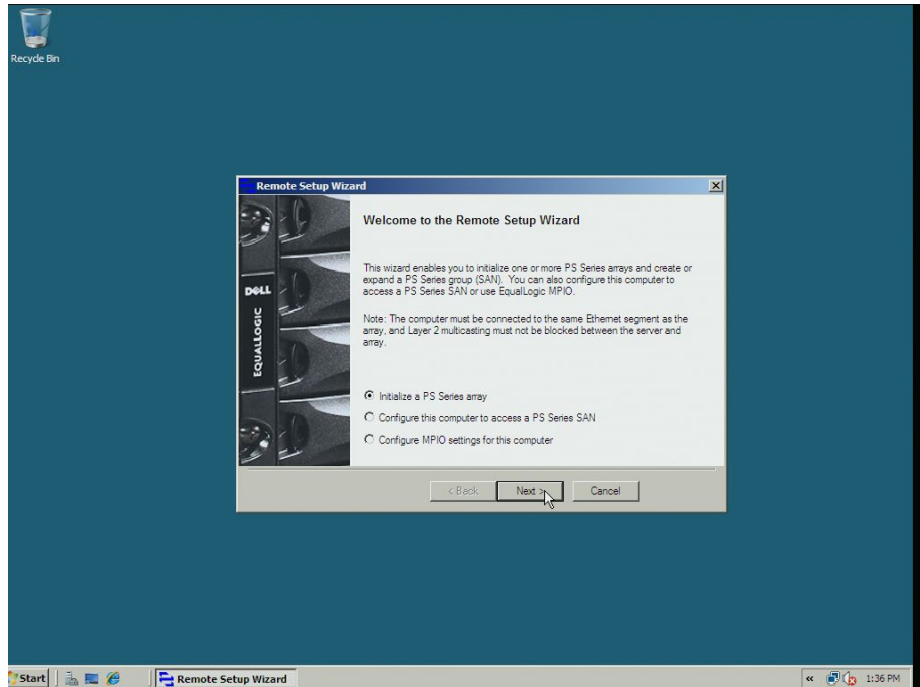 Recycle Bin
Remote Setup Wizard
Welcome to the Remote Setup Wizard
This wizard enables you to initialize one or more PS Series arrays and create or
expand a PS Series group (SAN). You can also configure this computer to
access a PS Series SAN or use EqualLogic MPIO.
Note: The computer must be connected to the same Ethernet segment as the
array, and Layer 2 multicasting must not be blocked between the server and
array.
DELL
EQUALLOGIC
Initialize a PS Series array
Configure this computer to access a PS Series SAN
Configure MPIO settings for this computer
< Back
Next >
Cancel
Start
Remote Setup Wizard
1:36 PM